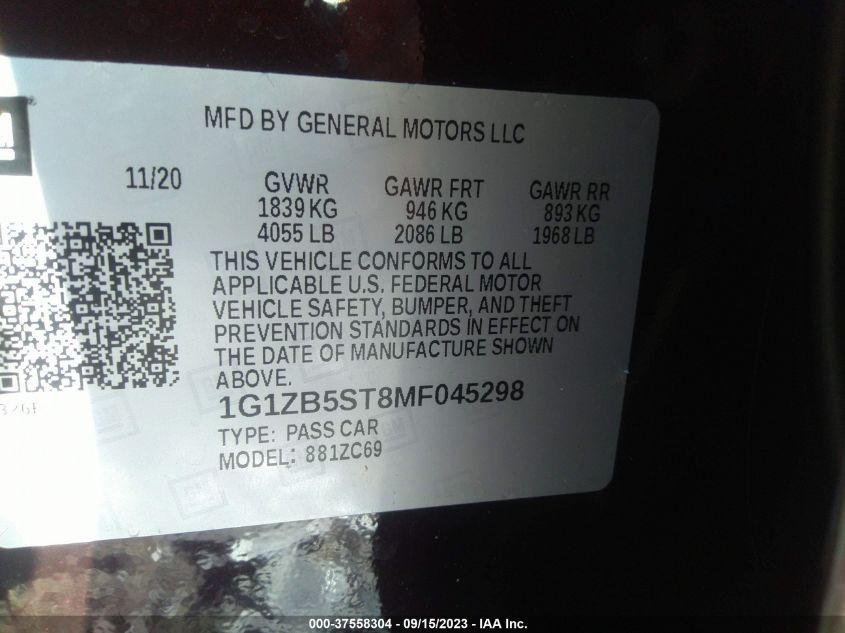 MFD BY GENERAL MOTORS LLC
11/20 GVWR GAWR FRT GAWR RR
1839 KG 946 KG 893 KG
4055 LB 2086 LB 1968 LB
THIS VEHICLE CONFORMS TO ALL
APPLICABLE U.S. FEDERAL MOTOR
VEHICLE SAFETY, BUMPER, AND THEFT
PREVENTION STANDARDS IN EFFECT ON
THE DATE OF MANUFACTURE SHOWN
ABOVE.
1G1ZB5ST8MF045298
TYPE: PASS CAR
MODEL: 881ZC69
000-37558304 - 09/15/2023 - IAA Inc.